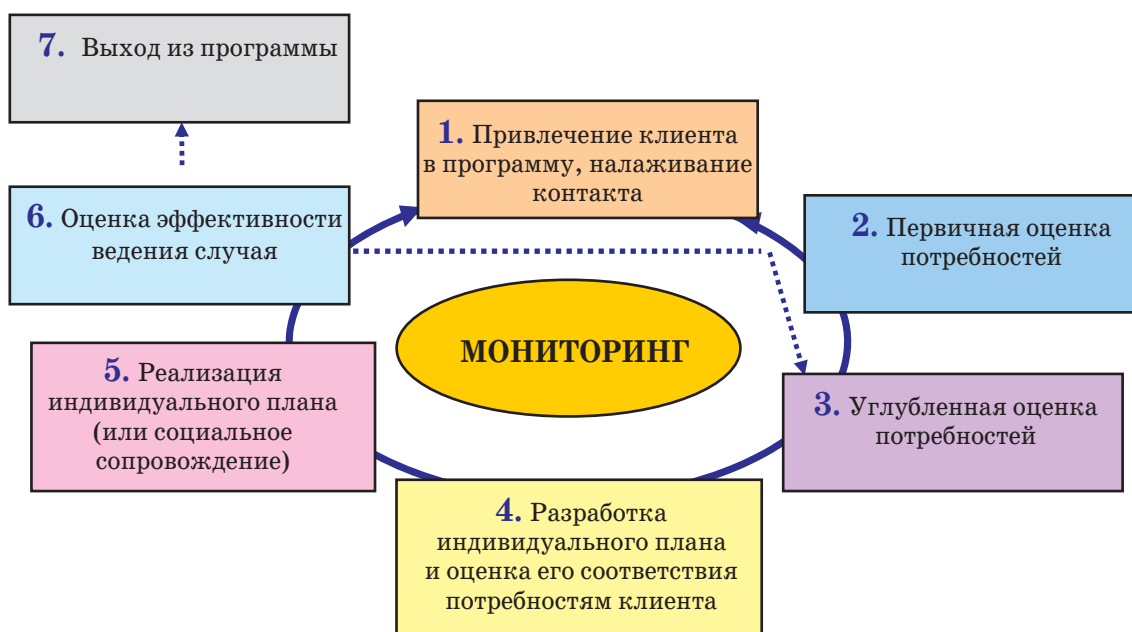 7. Выход из программы
1. Привлечение клиента
в программу, налаживание
контакта
6. Оценка эффективности
ведения случая
2. Первичная оценка
потребностей
МОНИТОРИНГ
5. Реализация
индивидуального плана
(или социальное
сопровождение)
3. Углубленная оценка
потребностей
4. Разработка
индивидуального плана
и оценка его соответствия
потребностям клиента